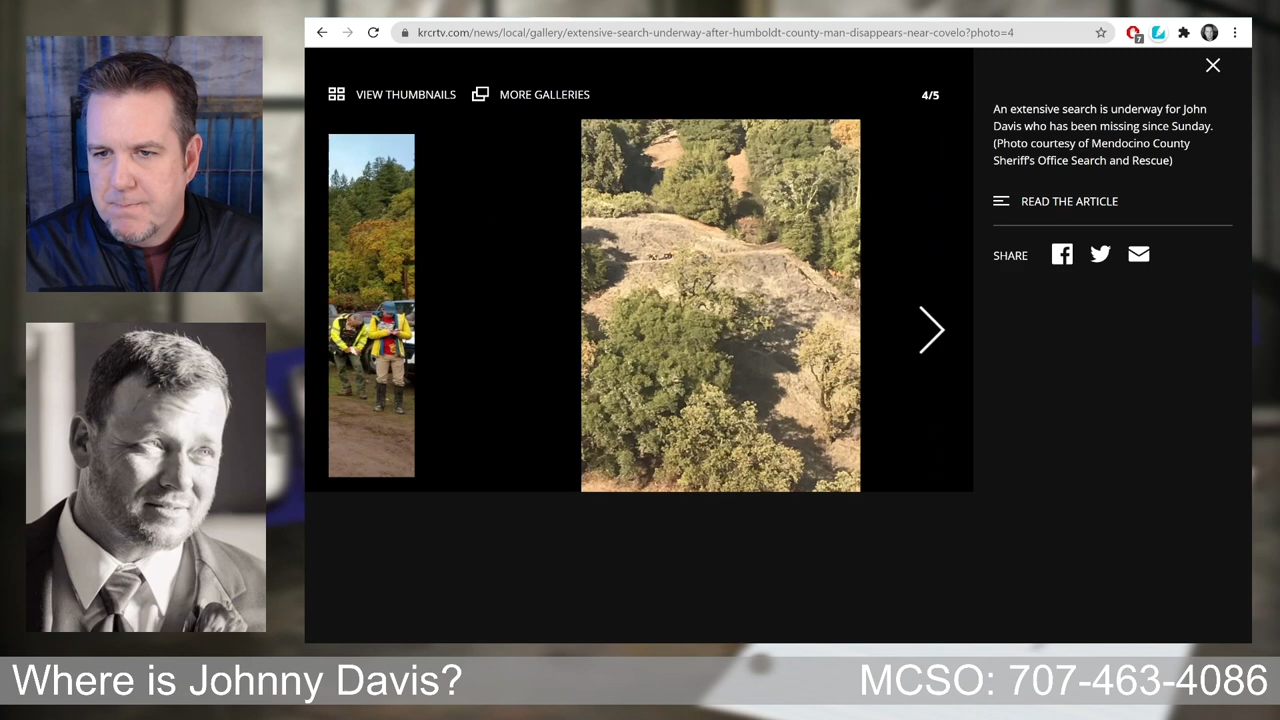 krcrtv.com/news/local/gallery/extensive-search-underway-after-humboldt-county-man-disappears-near-covelo?photo=4
7
VIEW THUMBNAILS
MORE GALLERIES
4/5
An extensive search is underway for John
Davis who has been missing since Sunday.
(Photo courtesy of Mendocino County
Sheriff's Office Search and Rescue)
READ THE ARTICLE
SHARE
Where is Johnny Davis?
MCSO: 707-463-4086